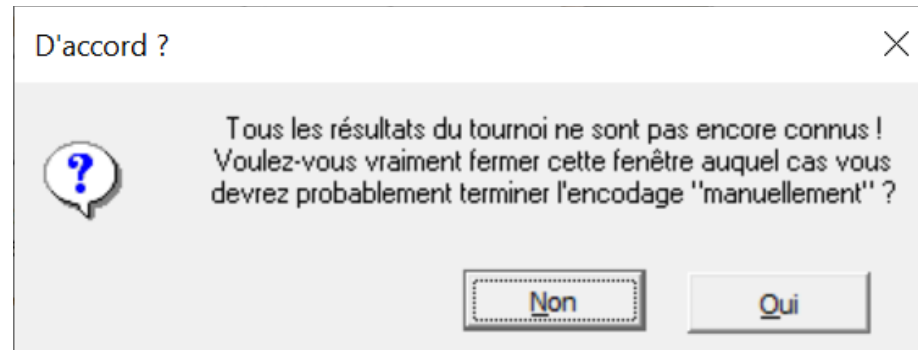 D'accord ?
Tous les résultats du tournoi ne sont pas encore connus !
Voulez-vous vraiment fermer cette fenêtre auquel cas vous
devrez probablement terminer l'encodage "manuellement" ?
Non
Oui